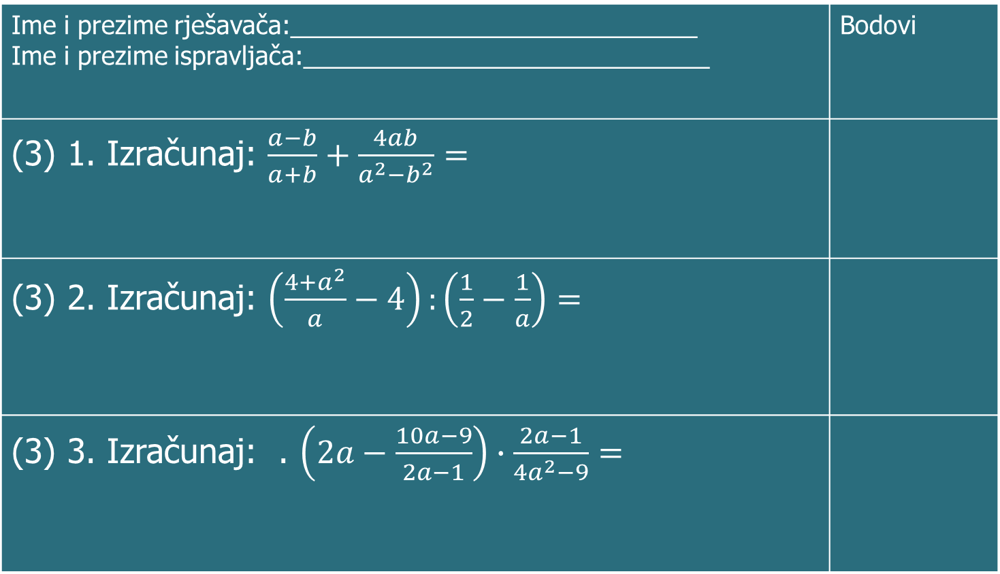 Ime i prezime rješavača:______________________________ Bodovi
Ime i prezime ispravljača:______________________________
(3) 1. Izračunaj: \frac{a-b}{a+b} + \frac{4ab}{a^2-b^2} =
(3) 2. Izračunaj: \left(\frac{4+a^2}{a} - 4\right) : \left(\frac{1}{2} - \frac{1}{a}\right) =
(3) 3. Izračunaj: . \left(2a - \frac{10a-9}{2a-1}\right) \cdot \frac{2a-1}{4a^2-9} =